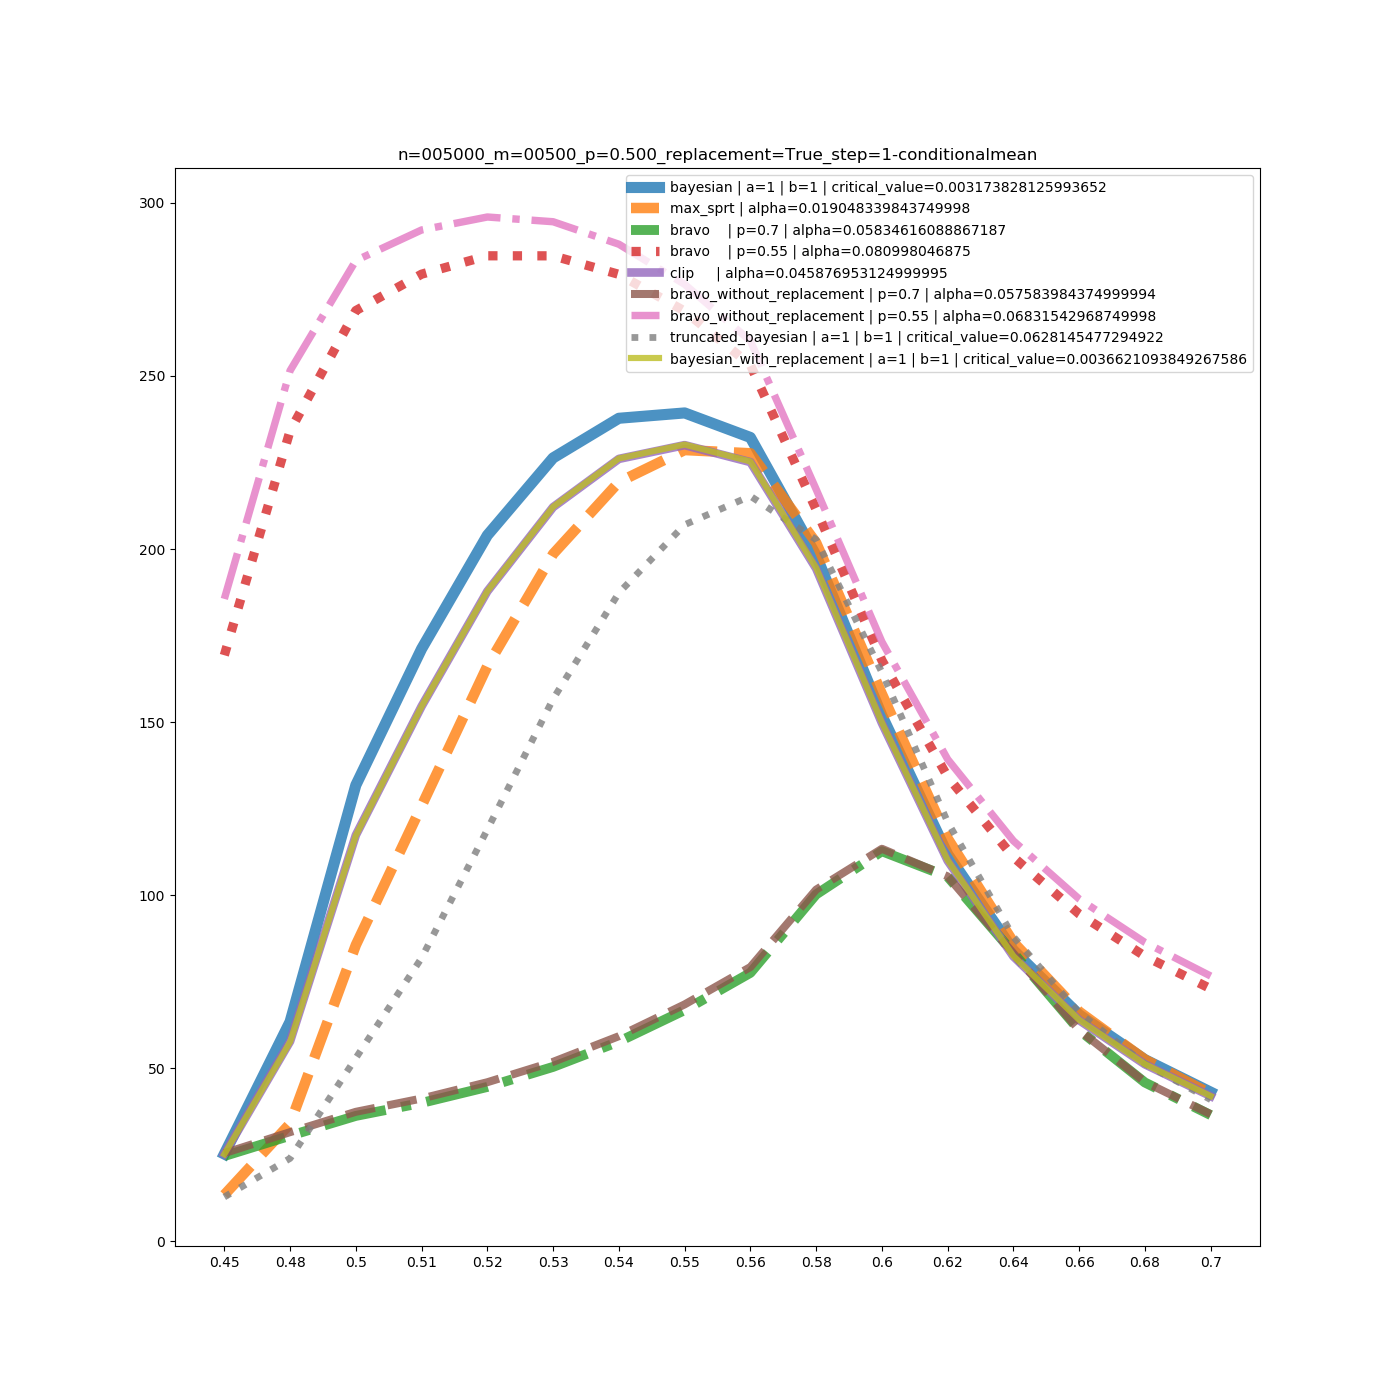 n=005000_m=00500_p=0.500_replacement=True_step=1-conditionalmean
bayesian | a=1 | b=1 | critical_value=0.003173828125993652
max_sprt | alpha=0.019048339843749998
bravo | p=0.7 | alpha=0.05834616088867187
bravo | p=0.55 | alpha=0.080998046875
clip | alpha=0.045876953124999995
bravo_without_replacement | p=0.7 | alpha=0.057583984374999994
bravo_without_replacement | p=0.55 | alpha=0.06831542968749998
truncated_bayesian | a=1 | b=1 | critical_value=0.0628145477294922
bayesian_with_replacement | a=1 | b=1 | critical_value=0.0036621093849267586
300
250
200
150
100
50
0
0.45 0.48 0.5 0.51 0.52 0.53 0.54 0.55 0.56 0.58 0.6 0.62 0.64 0.66 0.68 0.7